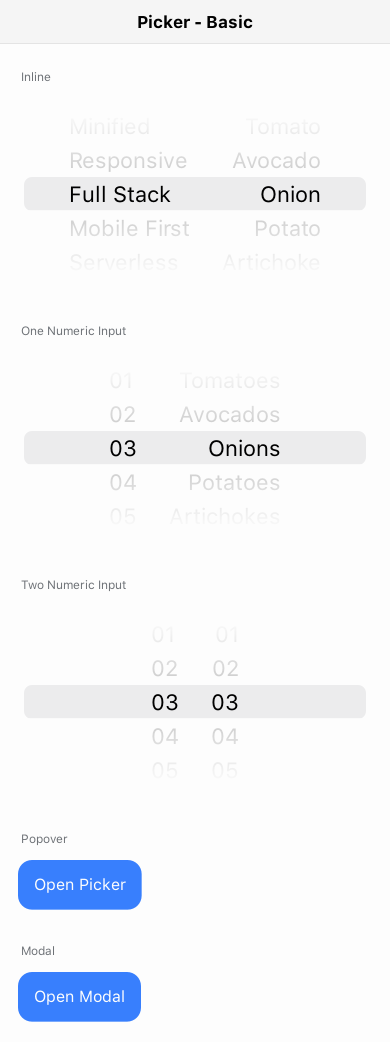 Picker - Basic
Inline
Minified Tomato
Responsive Avocado
Full Stack Onion
Mobile First Potato
Serverless Artichoke
One Numeric Input
01 Tomatoes
02 Avocados
03 Onions
04 Potatoes
05 Artichokes
Two Numeric Input
01 01
02 02
03 03
04 04
05 05
Popover
Open Picker
Modal
Open Modal